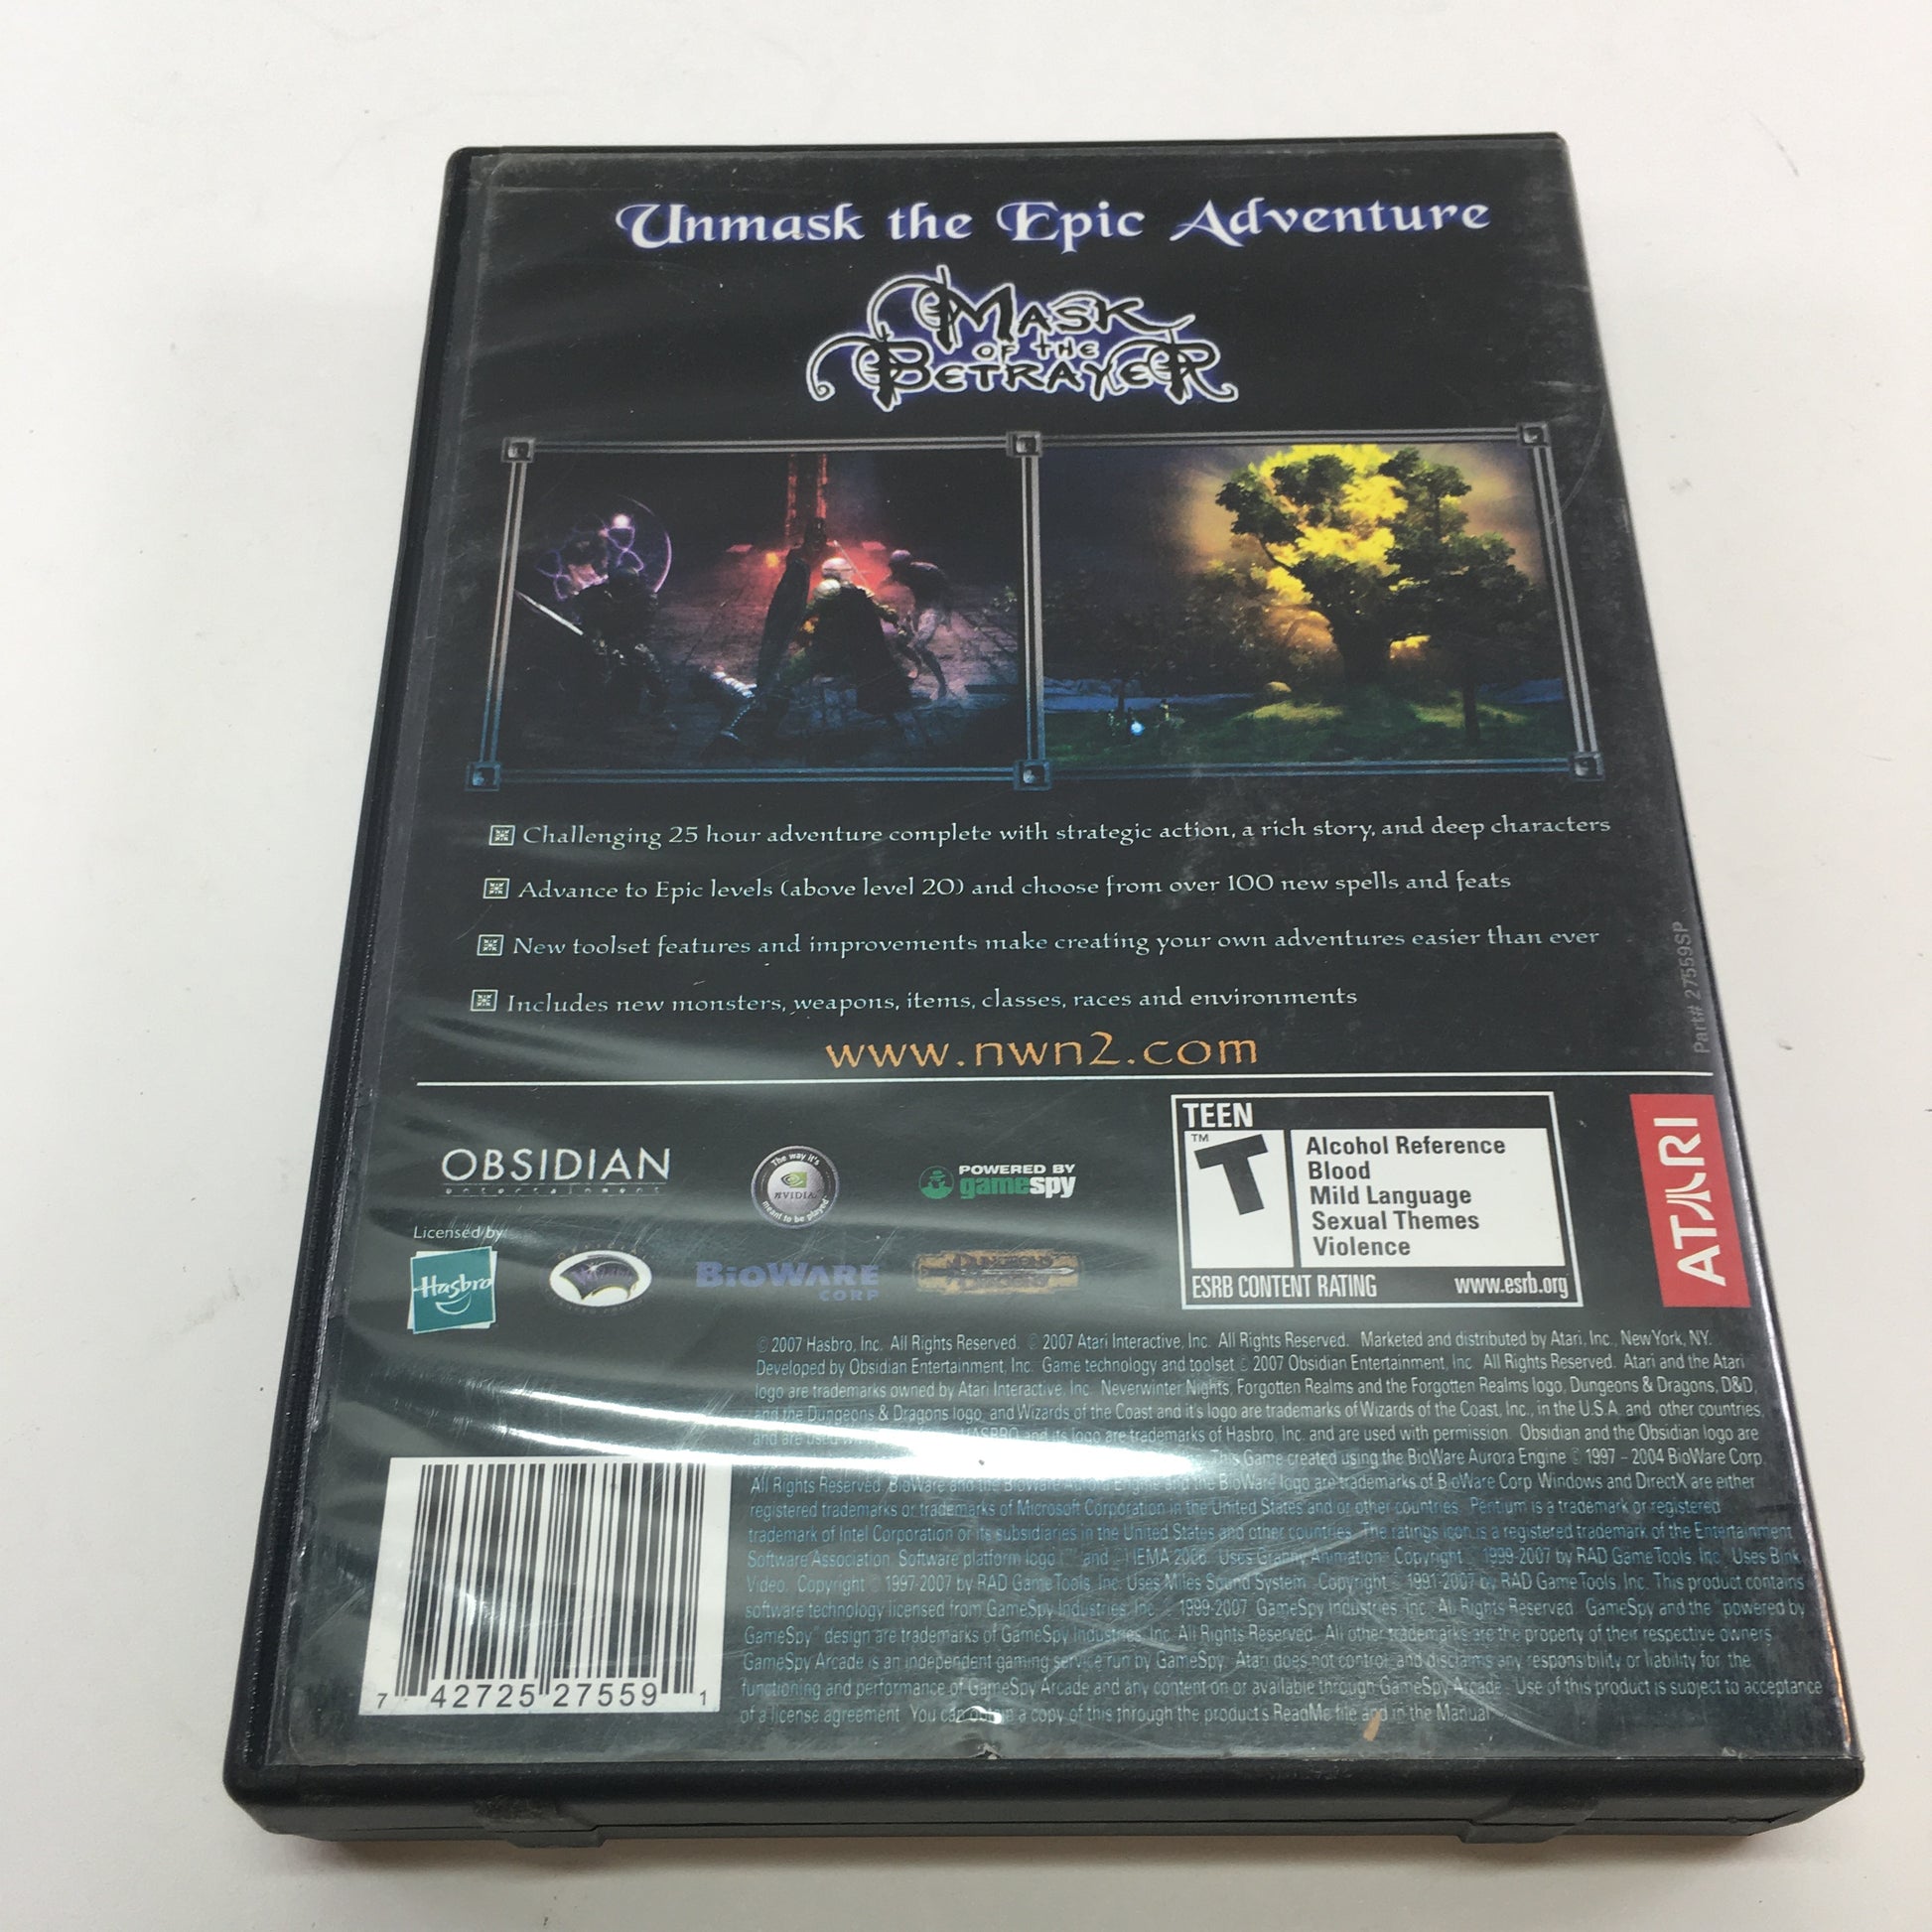 Unmask the Epic Adventure
MASK
OF THE
BETRAYER
Challenging 25 hour adventure complete with strategic action, a rich story, and deep characters
Advance to Epic levels (above level 20) and choose from over 100 new spells and feats
New toolset features and improvements make creating your own adventures easier than ever
Includes new monsters, weapons, items, classes, races and environments
www.nwn2.com
Part# 27559SP
OBSIDIAN
entertainment
The way it's
NVIDIA
meant to be played
POWERED BY
gamespy
TEEN
T
TM
Alcohol Reference
Blood
Mild Language
Sexual Themes
Violence
ESRB CONTENT RATING www.esrb.org
ATARI
Licensed by:
Hasbro
BIOWARE
CORP
© 2007 Hasbro, Inc. All Rights Reserved. © 2007 Atari Interactive, Inc. All Rights Reserved. Marketed and distributed by Atari, Inc., New York, NY.
Developed by Obsidian Entertainment, Inc. Game technology and toolset © 2007 Obsidian Entertainment, Inc. All Rights Reserved. Atari and the Atari
logo are trademarks owned by Atari Interactive, Inc. Neverwinter Nights, Forgotten Realms and the Forgotten Realms logo, Dungeons & Dragons, D&D,
and the Dungeons & Dragons logo, and Wizards of the Coast and it's logo are trademarks of Wizards of the Coast, Inc., in the U.S.A. and other countries,
and are used HASBRO and its logo are trademarks of Hasbro, Inc. and are used with permission. Obsidian and the Obsidian logo are
This Game created using the BioWare Aurora Engine © 1997 - 2004 BioWare Corp.
All Rights Reserved. BioWare and the BioWare Aurora Engine and the BioWare logo are trademarks of BioWare Corp. Windows and DirectX are either
registered trademarks or trademarks of Microsoft Corporation in the United States and/or other countries. Pentium is a trademark or registered
trademark of Intel Corporation or its subsidiaries in the United States and other countries. The ratings icon is a registered trademark of the Entertainment
Software Association. Software platform logo and © IEMA 2006. Uses Granny Animation. Copyright © 1999-2007 by RAD Game Tools, Inc. Uses Bink
Video. Copyright © 1997-2007 by RAD Game Tools, Inc. Uses Miles Sound System. Copyright © 1991-2007 by RAD Game Tools, Inc. This product contains
software technology licensed from GameSpy Industries, Inc. © 1999-2007 GameSpy Industries, Inc. All Rights Reserved. GameSpy and the "powered by
GameSpy" design are trademarks of GameSpy Industries, Inc. All Rights Reserved. All other trademarks are the property of their respective owners.
GameSpy Arcade is an independent gaming service run by GameSpy. Atari does not control, and disclaims any responsibility or liability for the
functioning and performance of GameSpy Arcade and any content on or available through GameSpy Arcade. Use of this product is subject to acceptance
of a license agreement. You can obtain a copy of this through the product's ReadMe file and in the Manual.
7 42725 27559 1